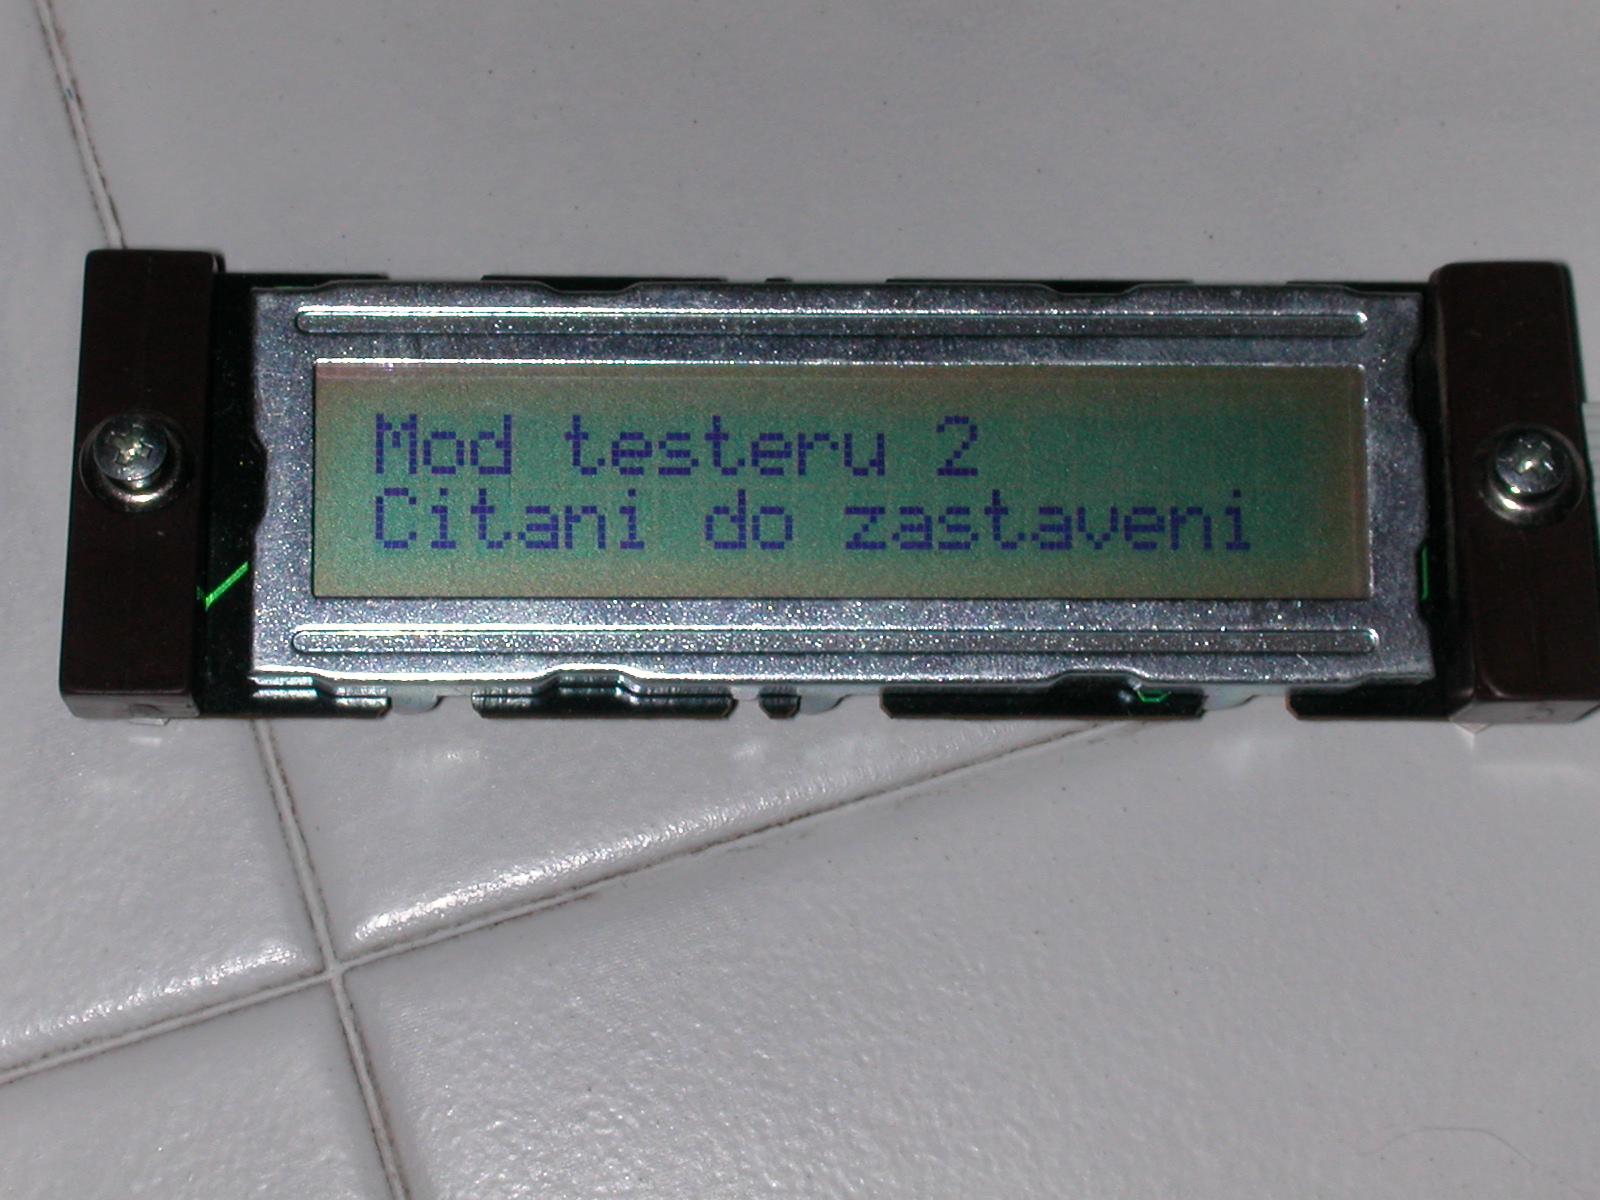 Mod testeru 2
Citani do zastaveni